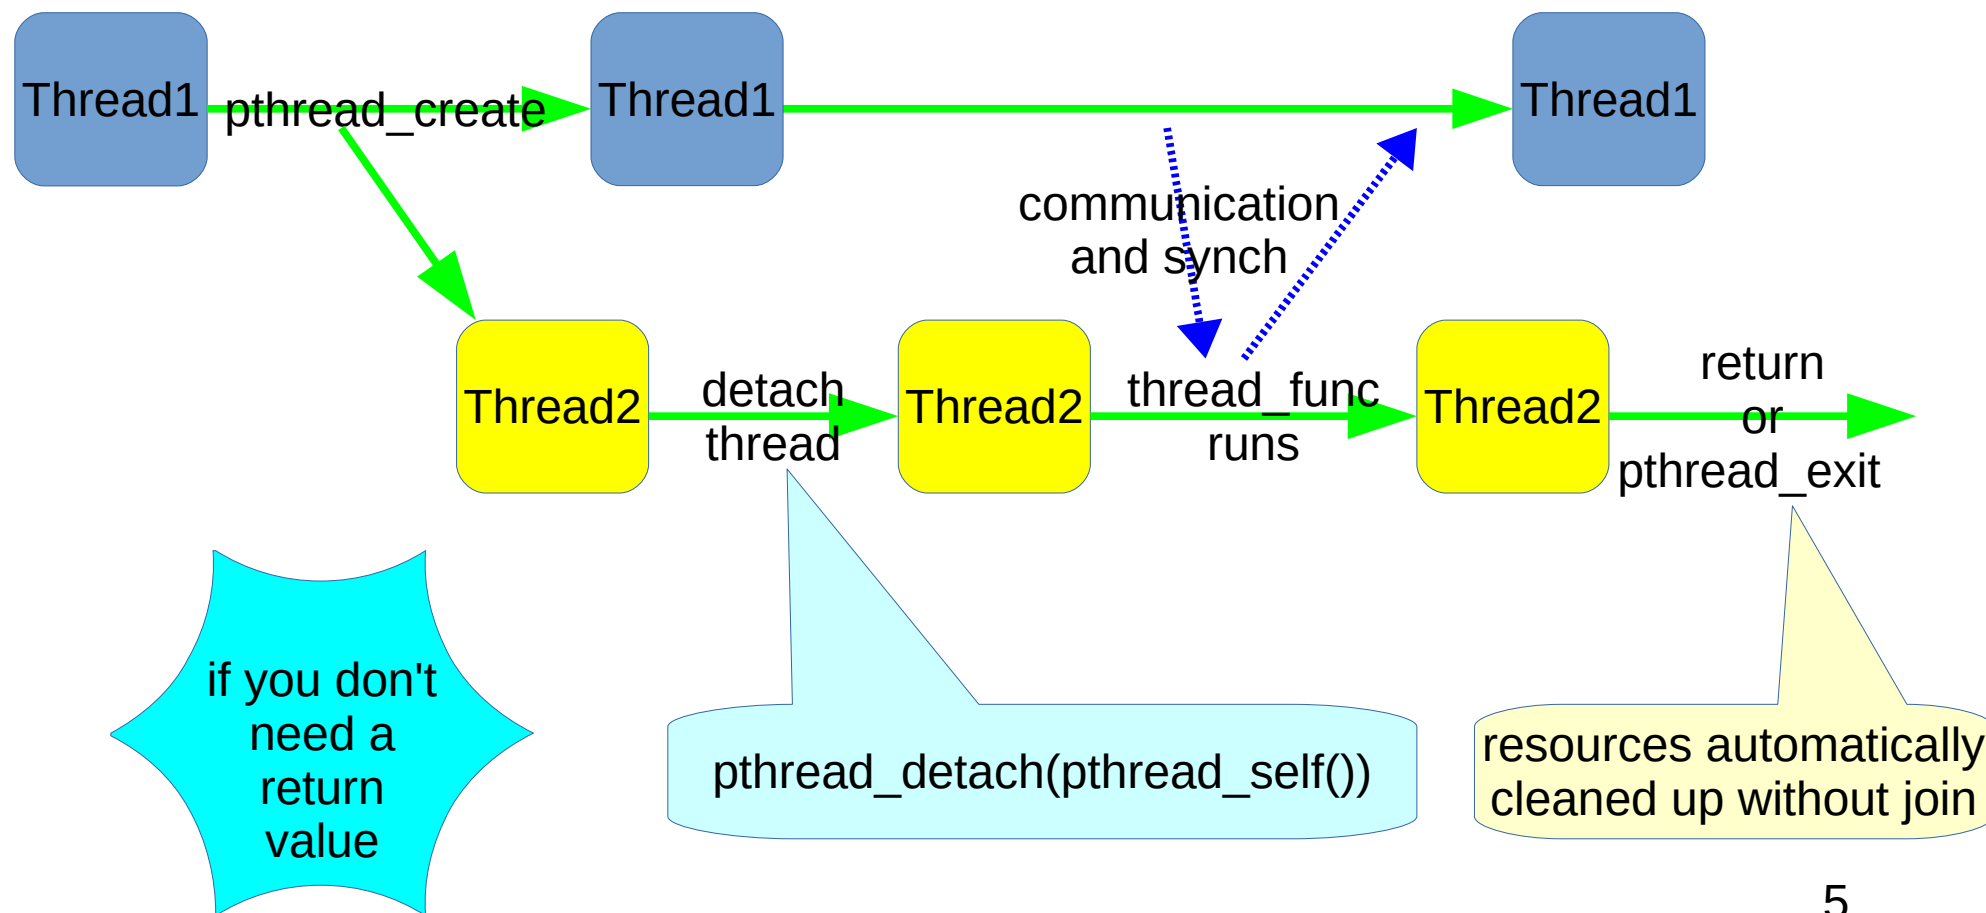 Thread1
pthread_create
Thread1
Thread1
communication
and synch
Thread2
detach
thread
Thread2
thread_func
runs
Thread2
return
or
pthread_exit
if you don't
need a
return
value
pthread_detach(pthread_self())
resources automatically
cleaned up without join
5